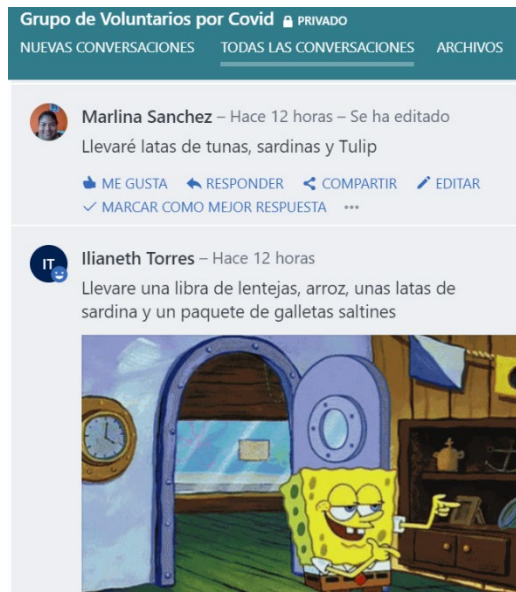 Grupo de Voluntarios por Covid PRIVADO
NUEVAS CONVERSACIONES TODAS LAS CONVERSACIONES ARCHIVOS
Marlina Sanchez – Hace 12 horas – Se ha editado
Llevaré latas de tunas, sardinas y Tulip
ME GUSTA RESPONDER COMPARTIR EDITAR
MARCAR COMO MEJOR RESPUESTA •••
IT
Ilianeth Torres – Hace 12 horas
Llevare una libra de lentejas, arroz, unas latas de
sardina y un paquete de galletas saltines